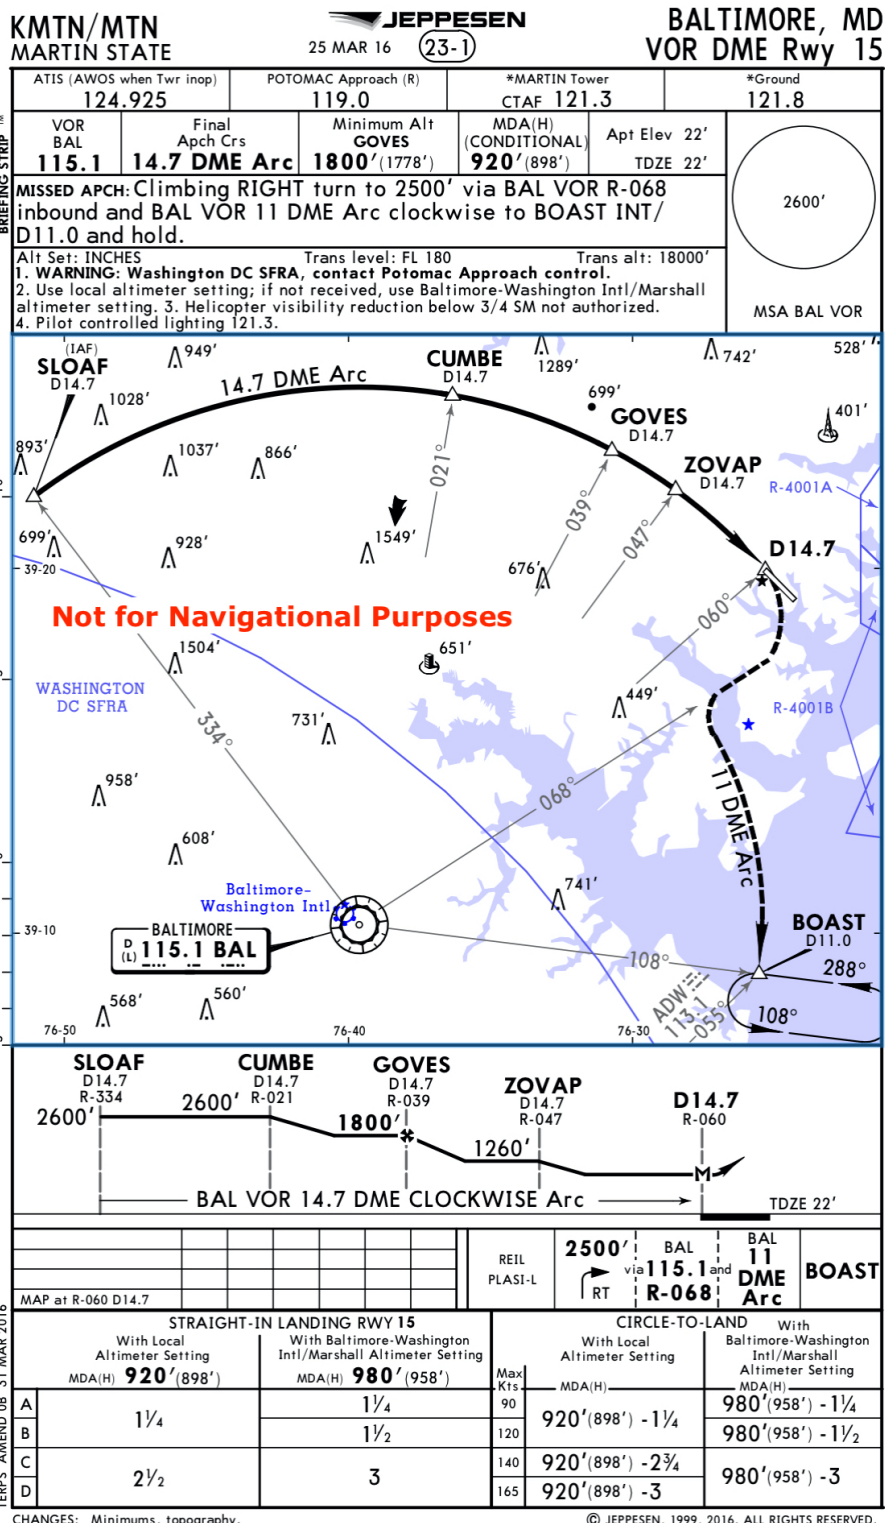 KMTN/MTN
MARTIN STATE
JEPPESEN
25 MAR 16
23-1
BALTIMORE, MD
VOR DME Rwy 15
BRIEFING STRIP TM
ATIS (AWOS when Twr inop)
124.925
POTOMAC Approach (R)
119.0
*MARTIN Tower
CTAF 121.3
*Ground
121.8
VOR
BAL
115.1
Final
Apch Crs
14.7 DME Arc
Minimum Alt
GOVES
1800' (1778')
MDA(H)
(CONDITIONAL)
920' (898')
Apt Elev 22'
TDZE 22'
2600'
MSA BAL VOR
MISSED APCH: Climbing RIGHT turn to 2500' via BAL VOR R-068
inbound and BAL VOR 11 DME Arc clockwise to BOAST INT/
D11.0 and hold.
Alt Set: INCHES Trans level: FL 180 Trans alt: 18000'
1. WARNING: Washington DC SFRA, contact Potomac Approach control.
2. Use local altimeter setting; if not received, use Baltimore-Washington Intl/Marshall
altimeter setting. 3. Helicopter visibility reduction below 3/4 SM not authorized.
4. Pilot controlled lighting 121.3.
(IAF)
SLOAF
D14.7
949'
14.7 DME Arc
CUMBE
D14.7
1289'
742'
528'
1028'
699'
GOVES
D14.7
401'
893'
1037'
866'
021°
039°
ZOVAP
D14.7
R-4001A
699'
928'
1549'
047°
676'
D14.7
39-20
Not for Navigational Purposes
060°
1504'
651'
WASHINGTON
DC SFRA
449'
R-4001B
334°
731'
958'
068°
11 DME Arc
608'
Baltimore-
Washington Intl
741'
BALTIMORE
D
(L) 115.1 BAL
39-10
BOAST
D11.0
108°
288°
ADW
113.1
055°
108°
568'
560'
76-50
76-40
76-30
SLOAF
D14.7
R-334
CUMBE
D14.7
R-021
GOVES
D14.7
R-039
ZOVAP
D14.7
R-047
D14.7
R-060
2600'
2600'
1800'
1260'
M
BAL VOR 14.7 DME CLOCKWISE Arc
TDZE 22'
MAP at R-060 D14.7
REIL
PLASI-L
2500'
RT
via
BAL
115.1
R-068
and
BAL
11
DME
Arc
BOAST
TERPS AMEND 0B 31 MAR 2016
STRAIGHT-IN LANDING RWY 15
With Local
Altimeter Setting
MDA(H) 920' (898')
With Baltimore-Washington
Intl/Marshall Altimeter Setting
MDA(H) 980' (958')
CIRCLE-TO-LAND
With Local
Altimeter Setting
With
Baltimore-Washington
Intl/Marshall
Altimeter Setting
Max
Kts
MDA(H)
MDA(H)
A
B
C
D
1¼
2½
1¼
1½
3
90
120
140
165
920' (898') - 1¼
920' (898') - 2¾
920' (898') - 3
980' (958') - 1¼
980' (958') - 1½
980' (958') - 3
CHANGES: Minimums, topography.
© JEPPESEN, 1999, 2016. ALL RIGHTS RESERVED.